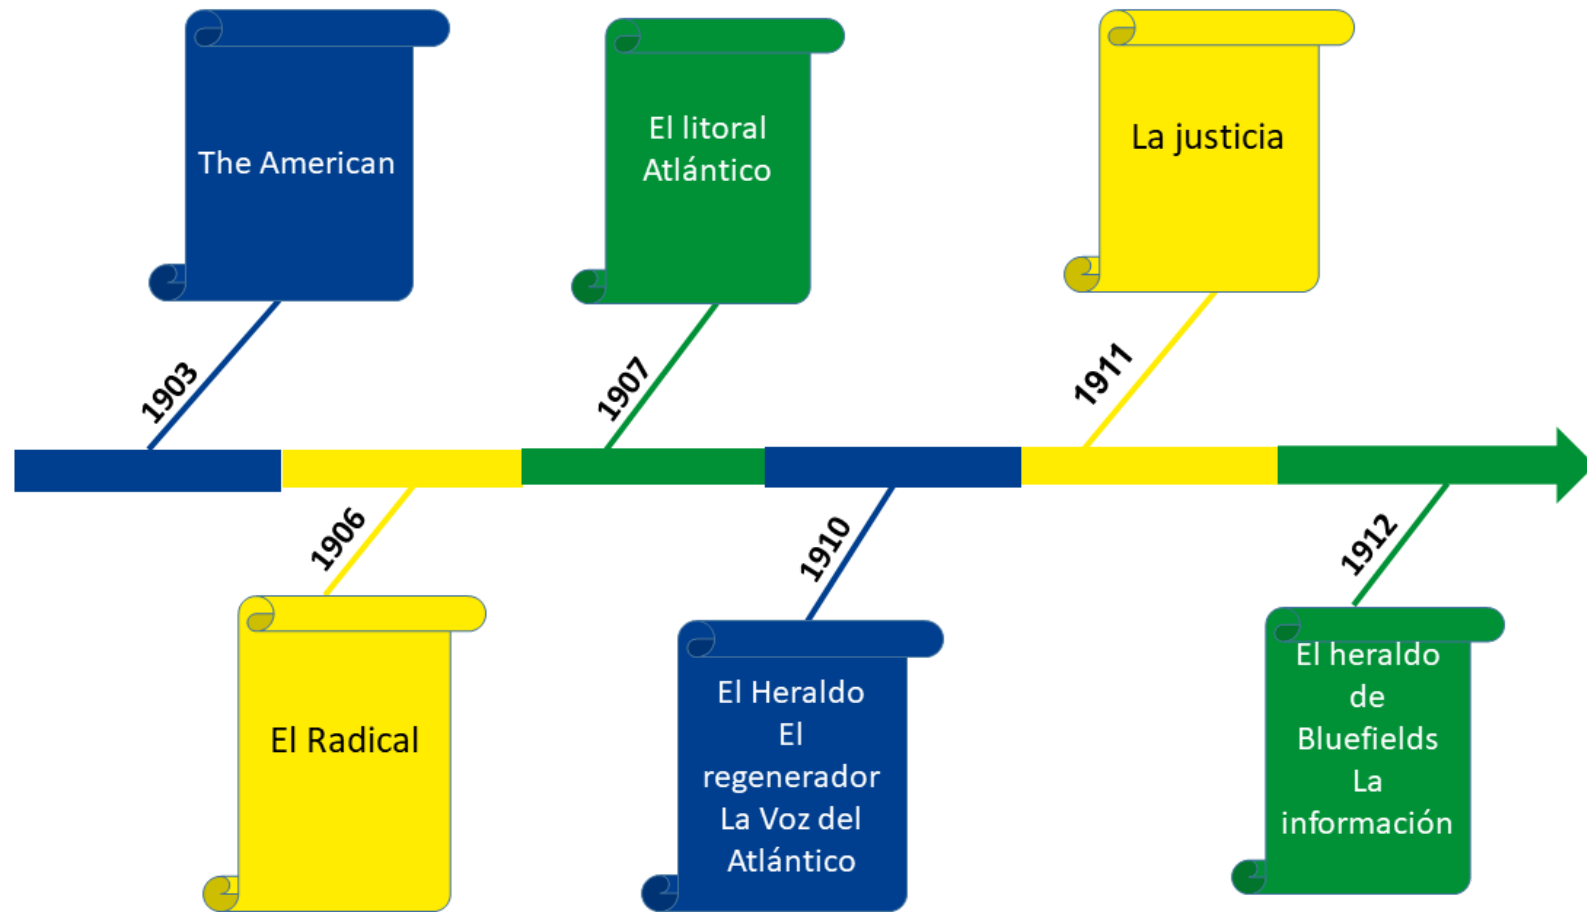 The American
1903
El litoral
Atlántico
1907
La justicia
1911
1906
El Radical
1910
El Heraldo
El
regenerador
La Voz del
Atlántico
1912
El heraldo
de
Bluefields
La
información